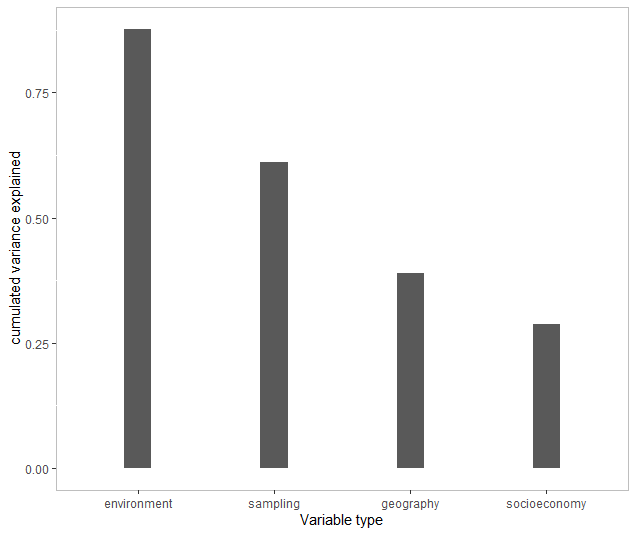 cumulated variance explained
0.75
0.50
0.25
0.00
environment sampling geography socioeconomy
Variable type